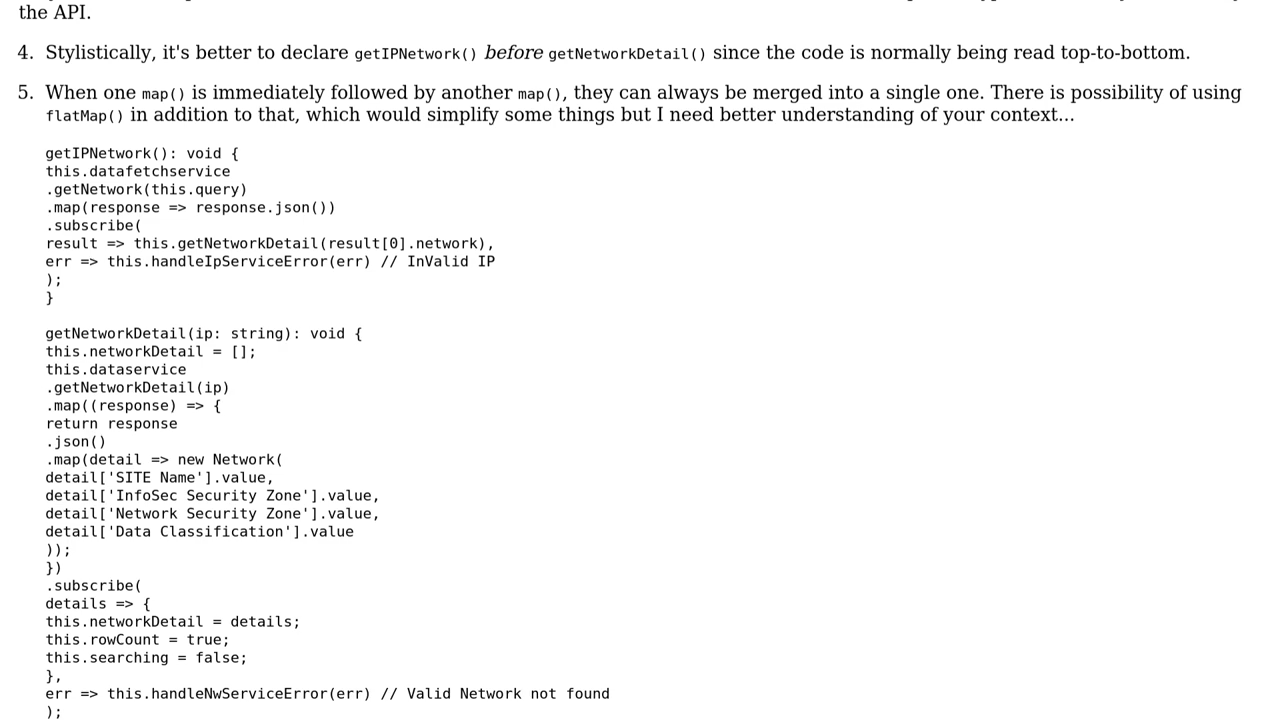 the API.
4. Stylistically, it's better to declare getIPNetwork() before getNetworkDetail() since the code is normally being read top-to-bottom.
5. When one map() is immediately followed by another map(), they can always be merged into a single one. There is possibility of using
flatMap() in addition to that, which would simplify some things but I need better understanding of your context...
getIPNetwork(): void {
this.datafetchservice
.getNetwork(this.query)
.map(response => response.json())
.subscribe(
result => this.getNetworkDetail(result[0].network),
err => this.handleIpServiceError(err) // InValid IP
);
}
getNetworkDetail(ip: string): void {
this.networkDetail = [];
this.dataservice
.getNetworkDetail(ip)
.map((response) => {
return response
.json()
.map(detail => new Network(
detail['SITE Name'].value,
detail['InfoSec Security Zone'].value,
detail['Network Security Zone'].value,
detail['Data Classification'].value
));
})
.subscribe(
details => {
this.networkDetail = details;
this.rowCount = true;
this.searching = false;
},
err => this.handleNwServiceError(err) // Valid Network not found
);